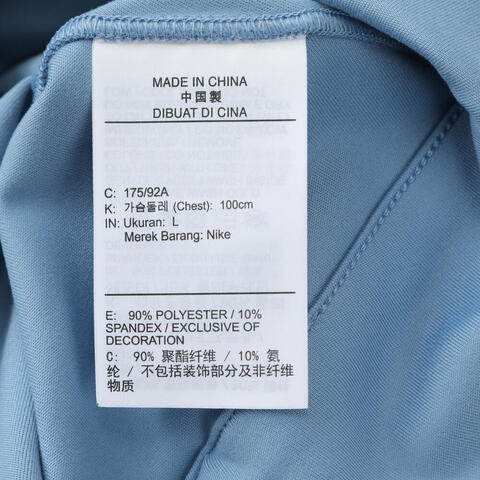 MADE IN CHINA
中国製
DIBUAT DI CINA
C: 175/92A
K: 가슴둘레 (Chest): 100cm
IN: Ukuran: L
Merek Barang: Nike
E: 90% POLYESTER / 10%
SPANDEX / EXCLUSIVE OF
DECORATION
C: 90% 聚酯纤维 / 10% 氨
纶 / 不包括装饰部分及非纤维
物质